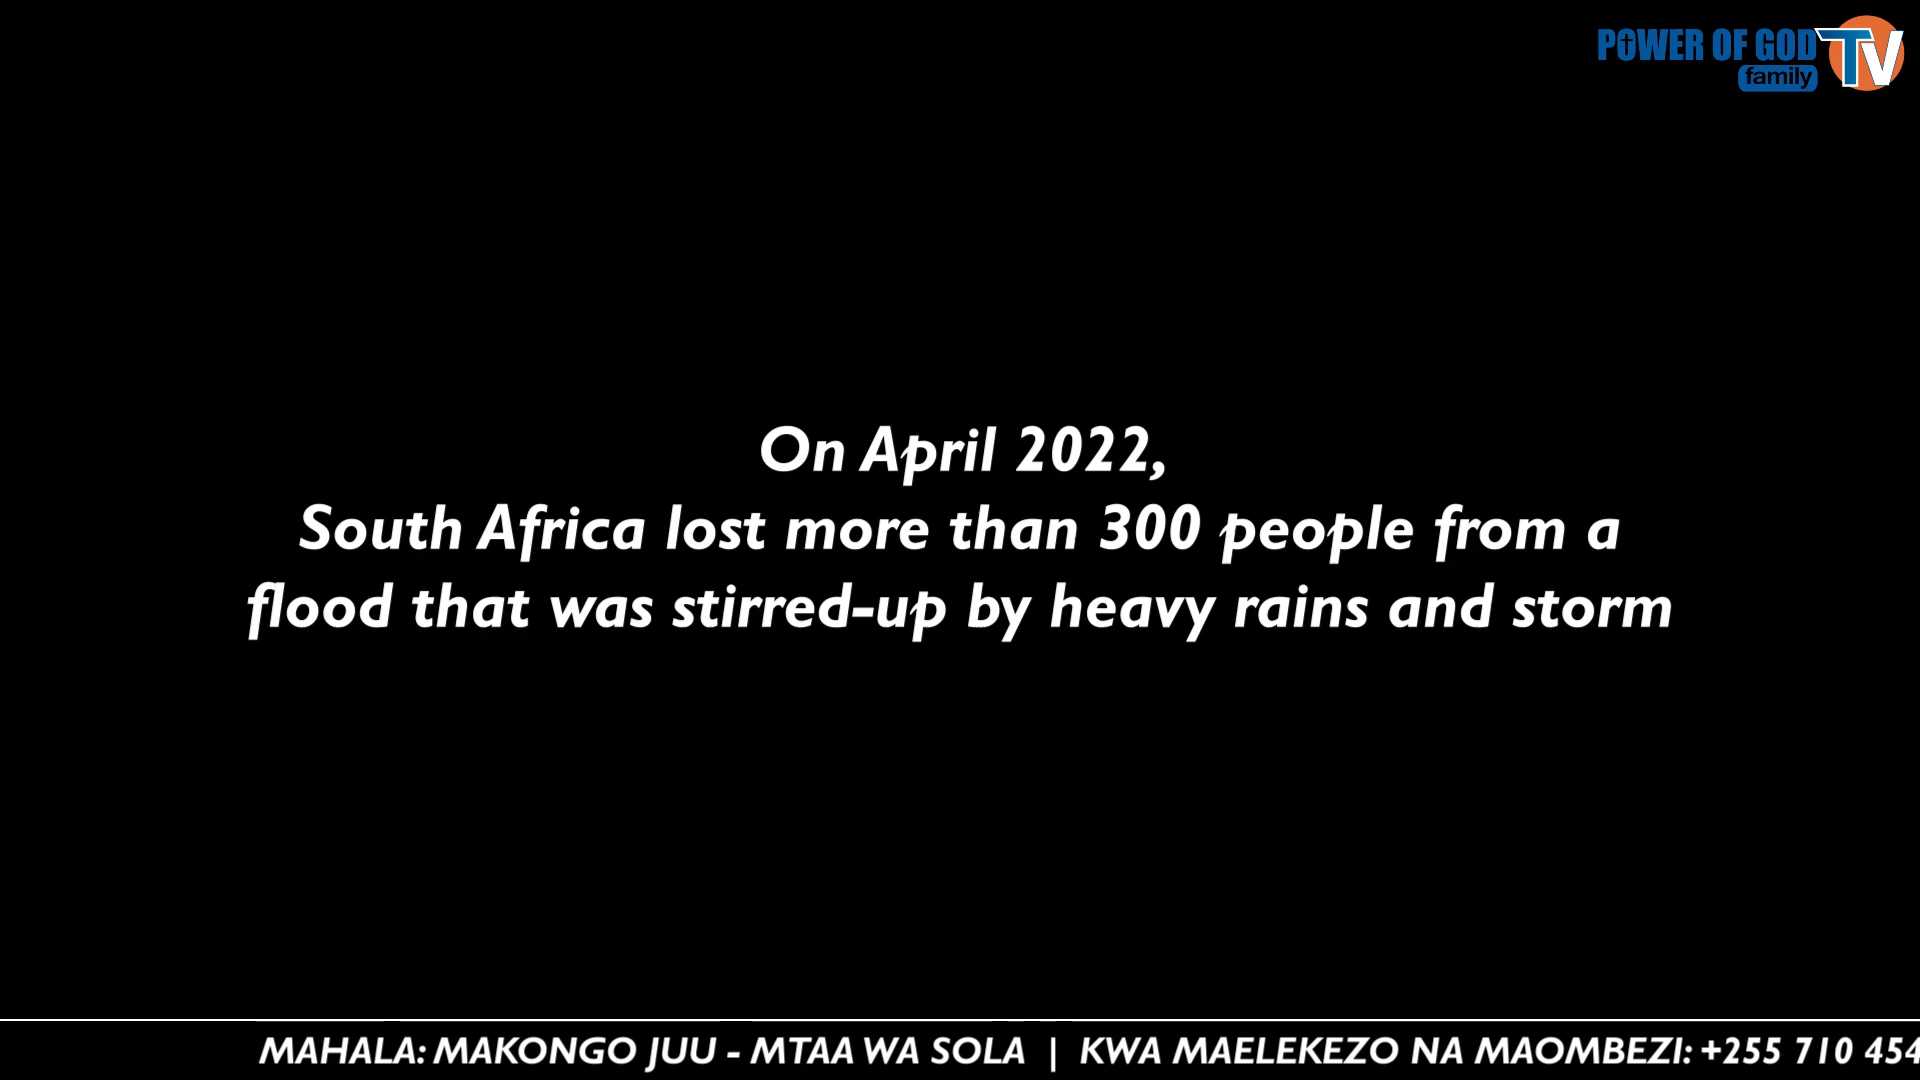 POWER OF GOD TV
family
On April 2022,
South Africa lost more than 300 people from a
flood that was stirred-up by heavy rains and storm
MAHALA: MAKONGO JUU - MTAA WA SOLA | KWA MAELEKEZO NA MAOMBEZI: +255 710 454